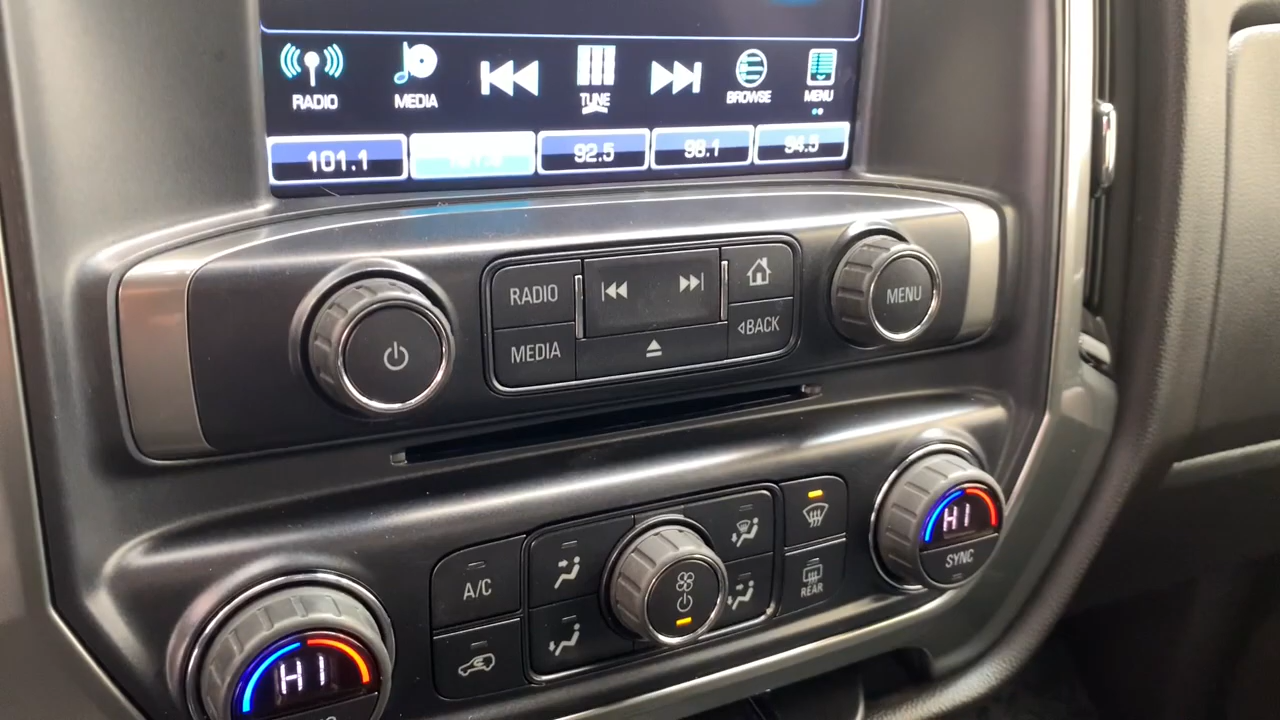 RADIO
MEDIA
TUNE
BROWSE
MENU
101.1
92.5
98.1
94.5
RADIO
MEDIA
BACK
MENU
A/C
REAR
HI
SYNC
HI